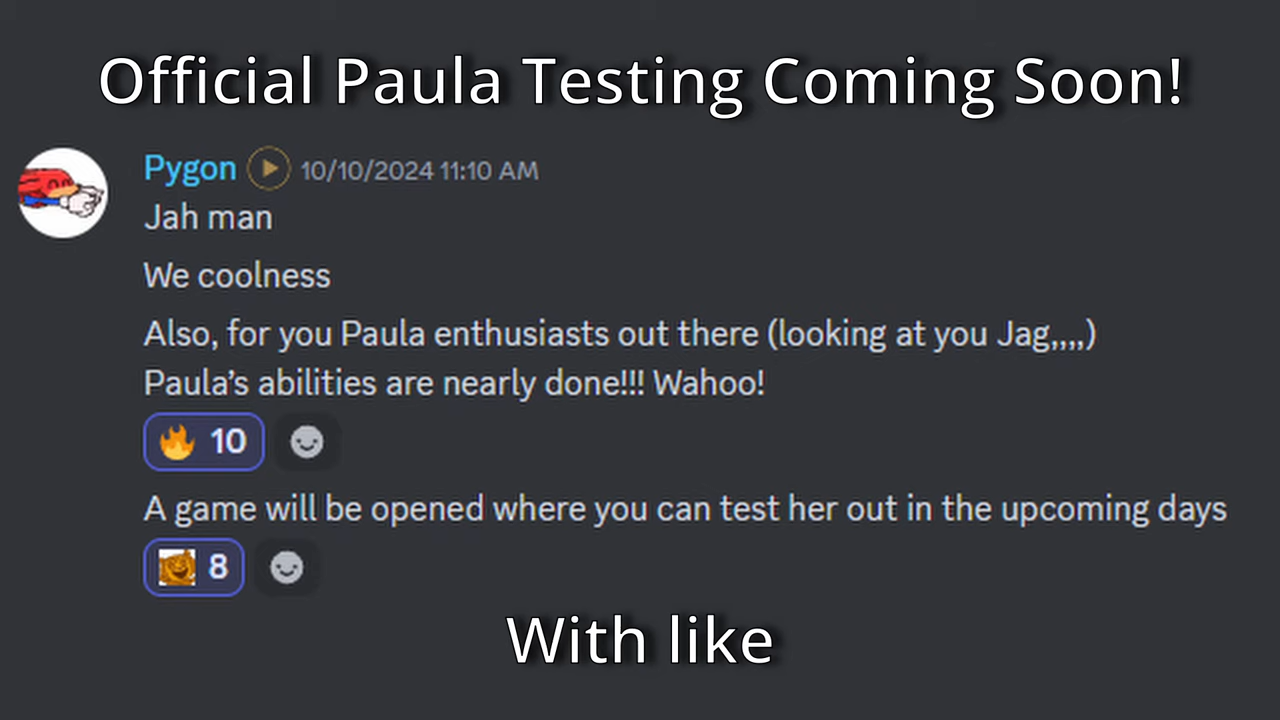 Official Paula Testing Coming Soon!
Pygon 10/10/2024 11:10 AM
Jah man
We coolness
Also, for you Paula enthusiasts out there (looking at you Jag,,,,)
Paula’s abilities are nearly done!!! Wahoo!
🔥 10
A game will be opened where you can test her out in the upcoming days
8
With like